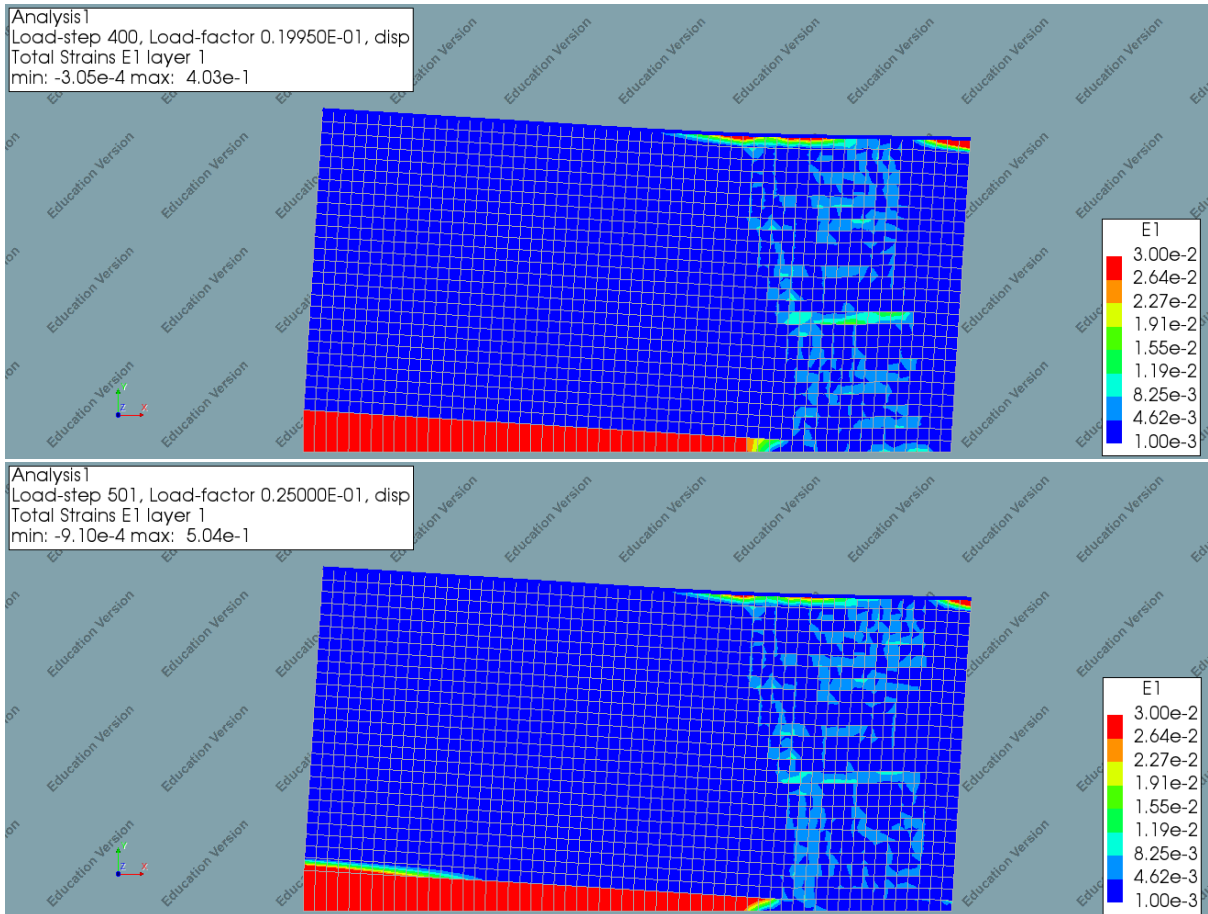 Analysis1
Load-step 400, Load-factor 0.19950E-01, disp
Total Strains E1 layer 1
min: -3.05e-4 max: 4.03e-1
Education Version
E1
3.00e-2
2.64e-2
2.27e-2
1.91e-2
1.55e-2
1.19e-2
8.25e-3
4.62e-3
1.00e-3
Y
Z X
Analysis1
Load-step 501, Load-factor 0.25000E-01, disp
Total Strains E1 layer 1
min: -9.10e-4 max: 5.04e-1
Education Version
E1
3.00e-2
2.64e-2
2.27e-2
1.91e-2
1.55e-2
1.19e-2
8.25e-3
4.62e-3
1.00e-3
Y
Z X